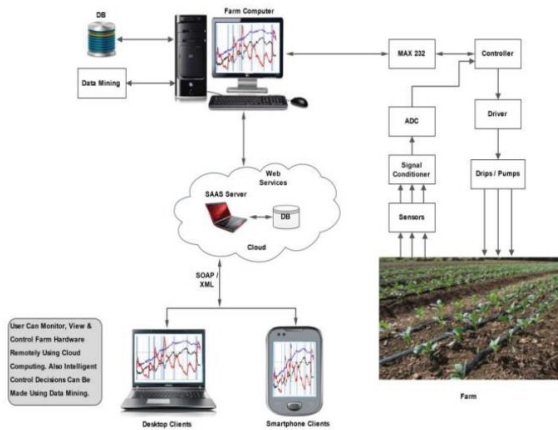 Farm Computer
DB
Data Mining
MAX 232
Controller
ADC
Driver
Signal
Conditioner
Drips / Pumps
Sensors
Web
Services
SAAS Server
DB
Cloud
SOAP /
XML
User Can Monitor, View &
Control Farm Hardware
Remotely Using Cloud
Computing. Also Intelligent
Control Decisions Can Be
Made Using Data Mining.
Desktop Clients
Smartphone Clients
Farm